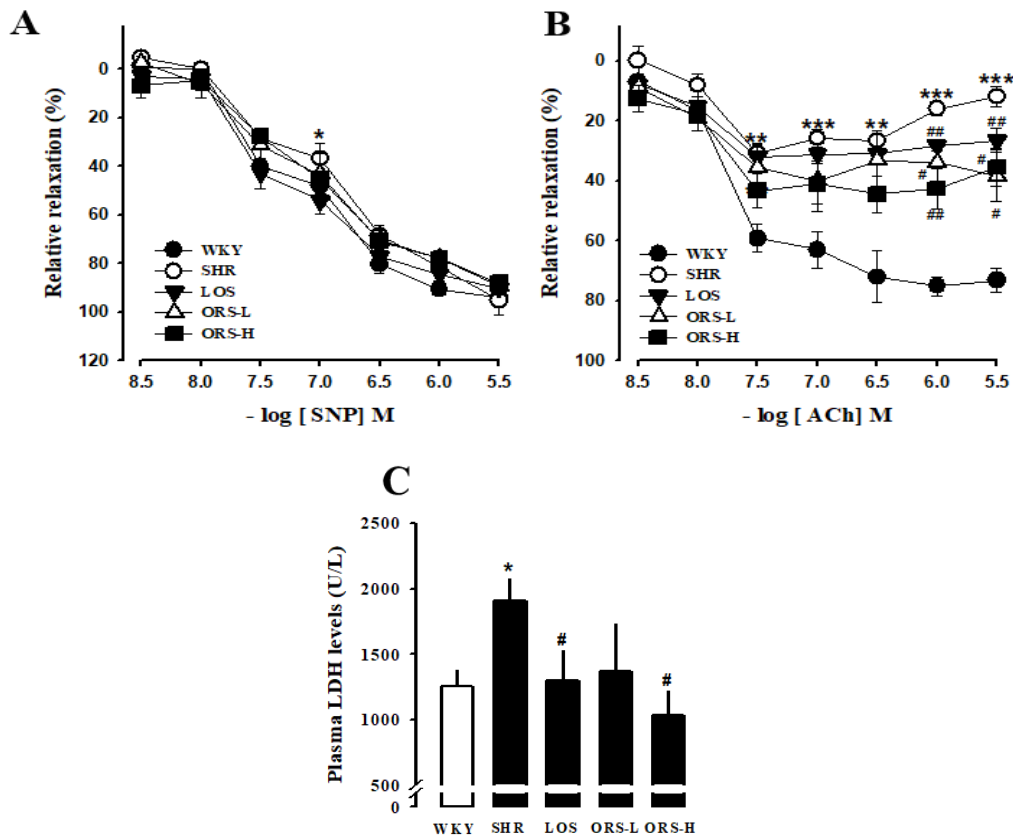 A
Relative relaxation (%)
0
20
40
60
80
100
120
*
WKY
SHR
LOS
ORS-L
ORS-H
8.5 8.0 7.5 7.0 6.5 6.0 5.5
- log [ SNP] M
B
Relative relaxation (%)
0
20
40
60
80
100
** *** ** *** ***
## ##
# #
## #
WKY
SHR
LOS
ORS-L
ORS-H
8.5 8.0 7.5 7.0 6.5 6.0 5.5
- log [ ACh] M
C
Plasma LDH levels (U/L)
2500
2000
1500
1000
500
0
*
# #
WKY SHR LOS ORS-L ORS-H